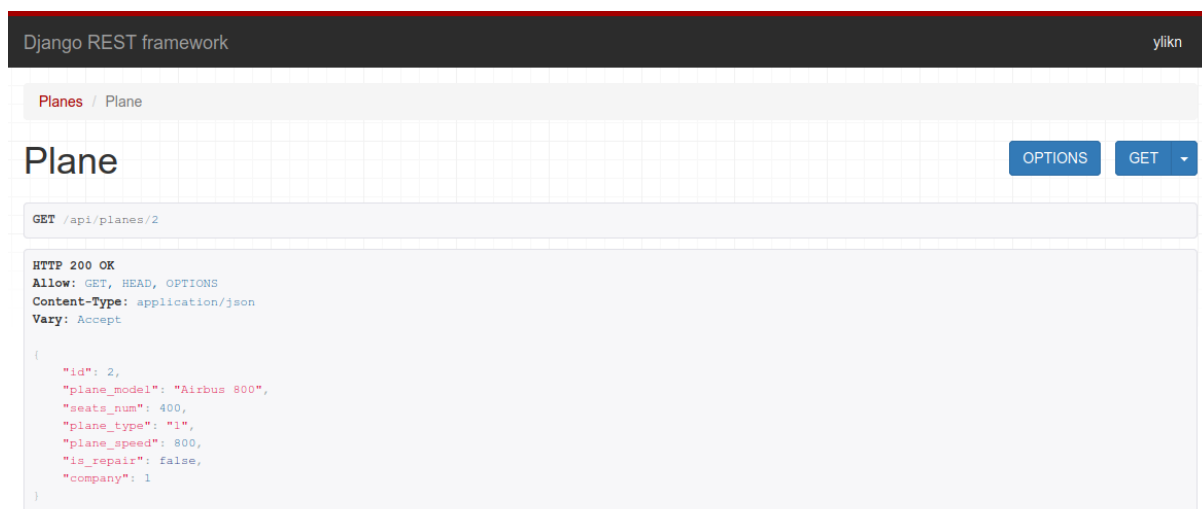 Django REST framework ylikn
Planes / Plane
Plane OPTIONS GET
GET /api/planes/2
HTTP 200 OK
Allow: GET, HEAD, OPTIONS
Content-Type: application/json
Vary: Accept
{
    "id": 2,
    "plane_model": "Airbus 800",
    "seats_num": 400,
    "plane_type": "1",
    "plane_speed": 800,
    "is_repair": false,
    "company": 1
}